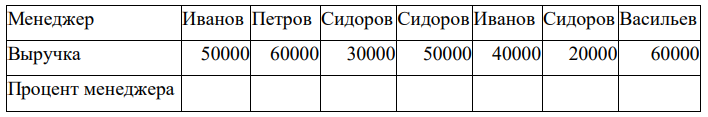 Менеджер Иванов Петров Сидоров Сидоров Иванов Сидоров Васильев
Выручка 50000 60000 30000 50000 40000 20000 60000
Процент менеджера